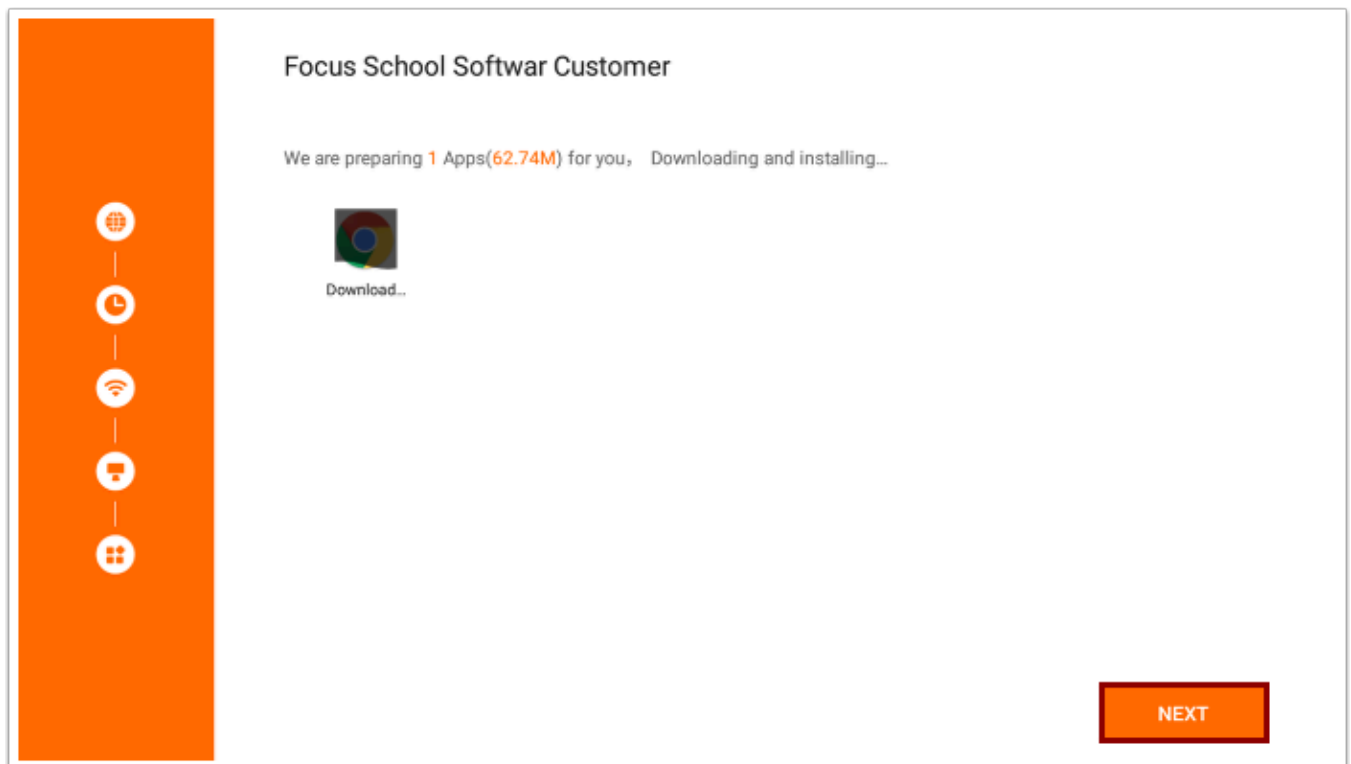 Focus School Softwar Customer
We are preparing 1 Apps(62.74M) for you， Downloading and installing...
Download...
NEXT